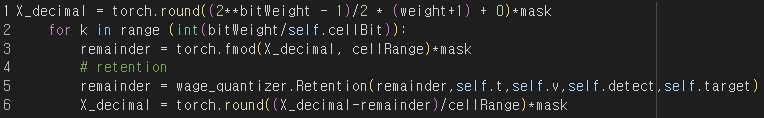 1 X_decimal = torch.round((2**bitWeight - 1)/2 * (weight+1) + 0)*mask
2     for k in range (int(bitWeight/self.cellBit)):
3         remainder = torch.fmod(X_decimal, cellRange)*mask
4         # retention
5         remainder = wage_quantizer.Retention(remainder,self.t,self.v,self.detect,self.target)
6         X_decimal = torch.round((X_decimal-remainder)/cellRange)*mask